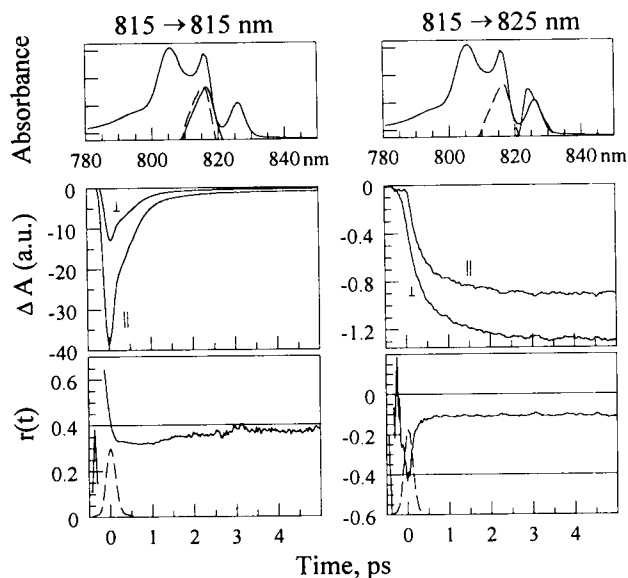 815 → 815 nm
815 → 825 nm
Absorbance
780 800 820 840 nm
780 800 820 840 nm
ΔA (a.u.)
0
-10
-20
-30
-40
⊥
||
0
-0.4
-0.8
-1.2
||
⊥
r(t)
0.6
0.4
0.2
0
0
-0.2
-0.4
-0.6
0 1 2 3 4
0 1 2 3 4
Time, ps